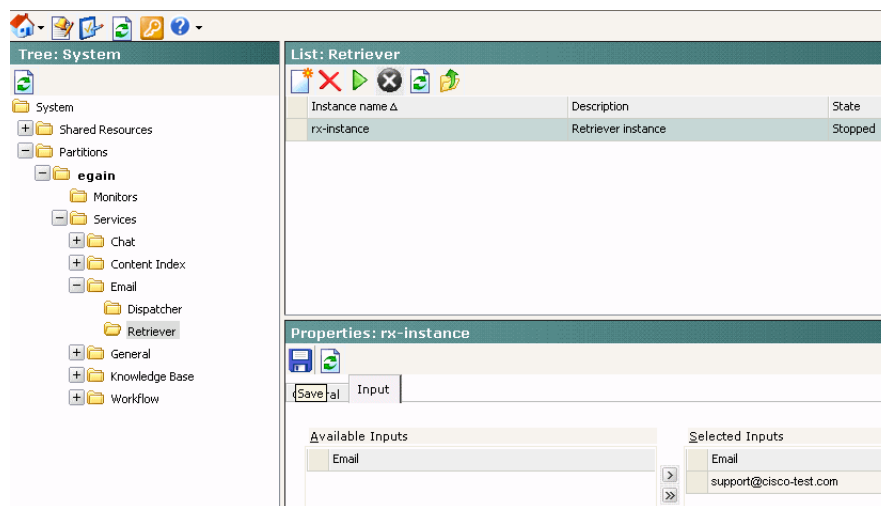 Tree: System
List: Retriever
Instance name Description State
rx-instance Retriever instance Stopped
System
Shared Resources
Partitions
egain
Monitors
Services
Chat
Content Index
Email
Dispatcher
Retriever
General
Knowledge Base
Workflow
Properties: rx-instance
Save
Input
Available Inputs Selected Inputs
Email Email
support@cisco-test.com